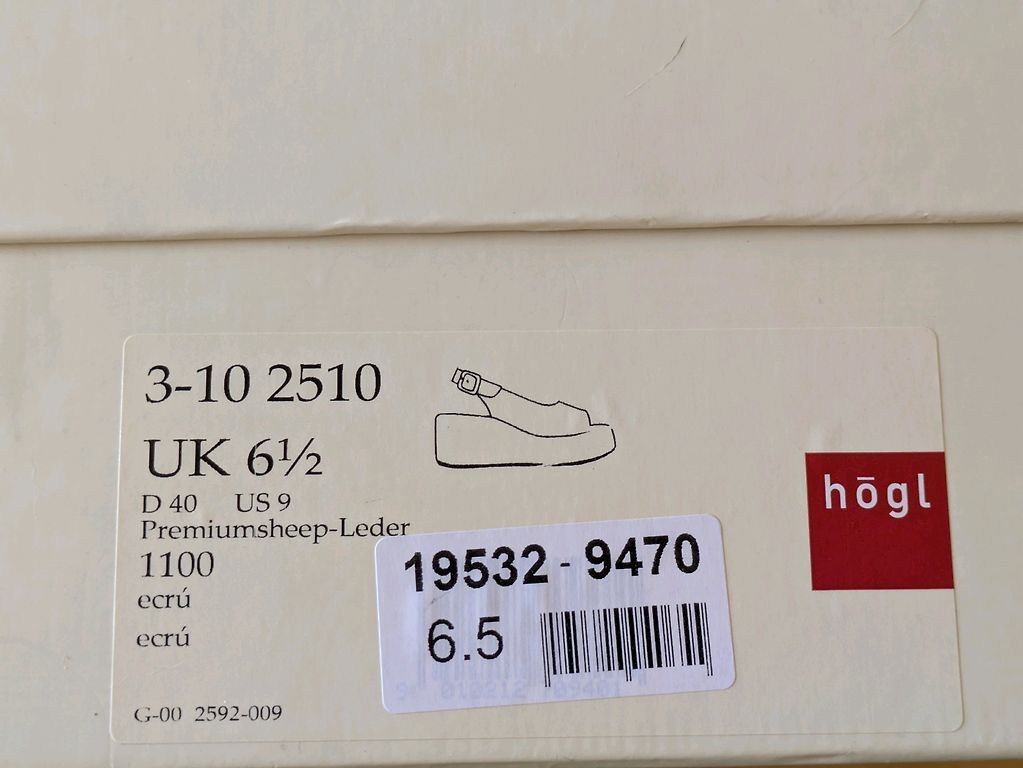 3-10 2510
UK 6½
D 40 US 9
Premiumsheep-Leder
1100
ecrú
ecrú
G-00 2592-009
19532 - 9470
6.5
hōgl